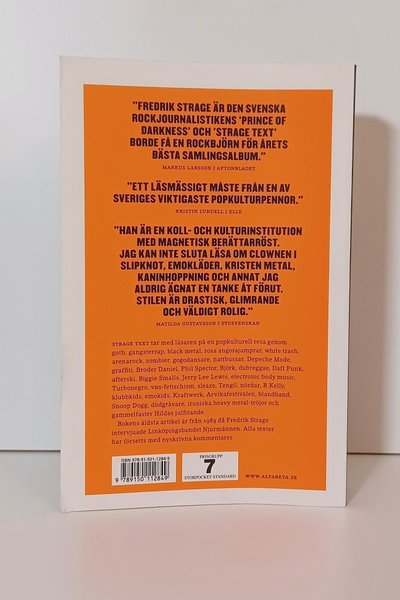 "FREDRIK STRAGE ÄR DEN SVENSKA
ROCKJOURNALISTIKENS 'PRINCE OF
DARKNESS' OCH 'STRAGE TEXT'
BORDE FÅ EN ROCKBJÖRN FÖR ÅRETS
BÄSTA SAMLINGSALBUM."
MARKUS LARSSON I AFTONBLADET
"ETT LÄSMÄSSIGT MÅSTE FRÅN EN AV
SVERIGES VIKTIGASTE POPKULTURPENNOR."
KRISTIN LUNDELL I ELLE
"HAN ÄR EN KOLL- OCH KULTURINSTITUTION
MED MAGNETISK BERÄTTARRÖST.
JAG KAN INTE SLUTA LÄSA OM CLOWNEN I
SLIPKNOT, EMOKLÄDER, KRISTEN METAL,
KANINHOPPNING OCH ANNAT JAG
ALDRIG ÄGNAT EN TANKE ÅT FÖRUT.
STILEN ÄR DRASTISK, GLIMRANDE
OCH VÄLDIGT ROLIG."
MATILDA GUSTAVSSON I SYDSVENSKAN
STRAGE TEXT tar med läsaren på en popkulturell resa genom
goth, gangsterrap, black metal, rosa angorajumprar, white trash,
arenarock, zombier, gogodansare, nattbussar, Depeche Mode,
graffiti, Broder Daniel, Phil Spector, Björk, dubreggae, Daft Punk,
afterski, Biggie Smalls, Jerry Lee Lewis, electronic body music,
Turbonegro, VHS-fetischism, sleaze, Tengil, nördar, R Kelly,
klubbkids, emokids, Kraftwerk, Arvikafestivalen, blandband,
Snoop Dogg, dödgrävare, ironiska heavy metal-tröjor och
gammelfaster Hildas julfirande.
Bokens äldsta artikel är från 1989 då Fredrik Strage
intervjuade Linköpingsbandet Njurmännen. Alla texter
har försetts med nyskrivna kommentarer.
ISBN 978-91-501-1284-9
9 789150 112849
PRISGRUPP
7
STORPOCKET STANDARD
WWW.ALFABETA.SE